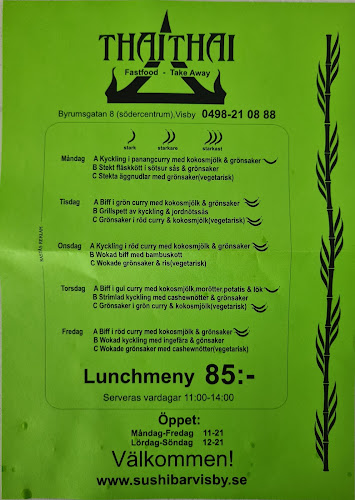 THAITHAI
Fastfood - Take Away
Byrumsgatan 8 (södercentrum).Visby 0498-21 08 88
stark starkare starkast
Måndag A Kyckling i panangcurry med kokosmjölk & grönsaker
B Stekt fläskkött i sötsur sås & grönsaker
C Stekta äggnudlar med grönsaker(vegetarisk)
Tisdag A Biff i grön curry med kokosmjölk & grönsaker
B Grillspett av kyckling & jordnötssås
C Grönsaker i röd curry & kokosmjölk(vegetarisk)
Onsdag A Kyckling i röd curry med kokosmjölk & grönsaker
B Wokad biff med bambuskott
C Wokade grönsaker & ris(vegetarisk)
Torsdag A Biff i gul curry med kokosmjölk,morötter,potatis & lök
B Strimlad kyckling med cashewnötter & grönsaker
C Grönsaker i grön curry & kokosmjölk(vegetarisk)
Fredag A Biff i röd curry med kokosmjölk & grönsaker
B Wokad kyckling med ingefära & gönsaker
C Wokade grönsaker med cashewnötter(vegetarisk)
Lunchmeny 85:-
Serveras vardagar 11:00-14:00
Öppet:
Måndag-Fredag 11-21
Lördag-Söndag 12-21
Välkommen!
www.sushibarvisby.se